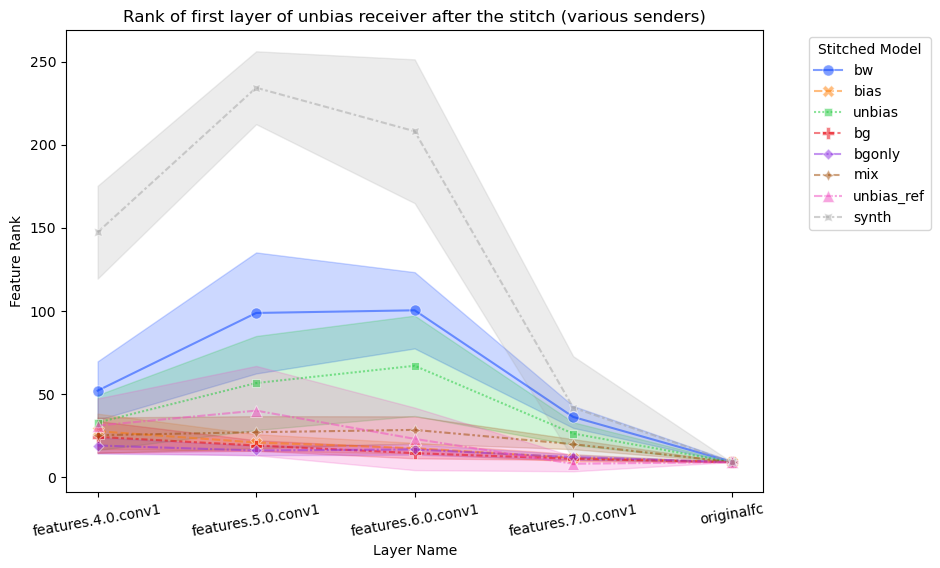 Rank of first layer of unbias receiver after the stitch (various senders)
Feature Rank
250
200
150
100
50
0
features.4.0.conv1
features.5.0.conv1
features.6.0.conv1
features.7.0.conv1
originalfc
Layer Name
Stitched Model
bw
bias
unbias
bg
bgonly
mix
unbias_ref
synth